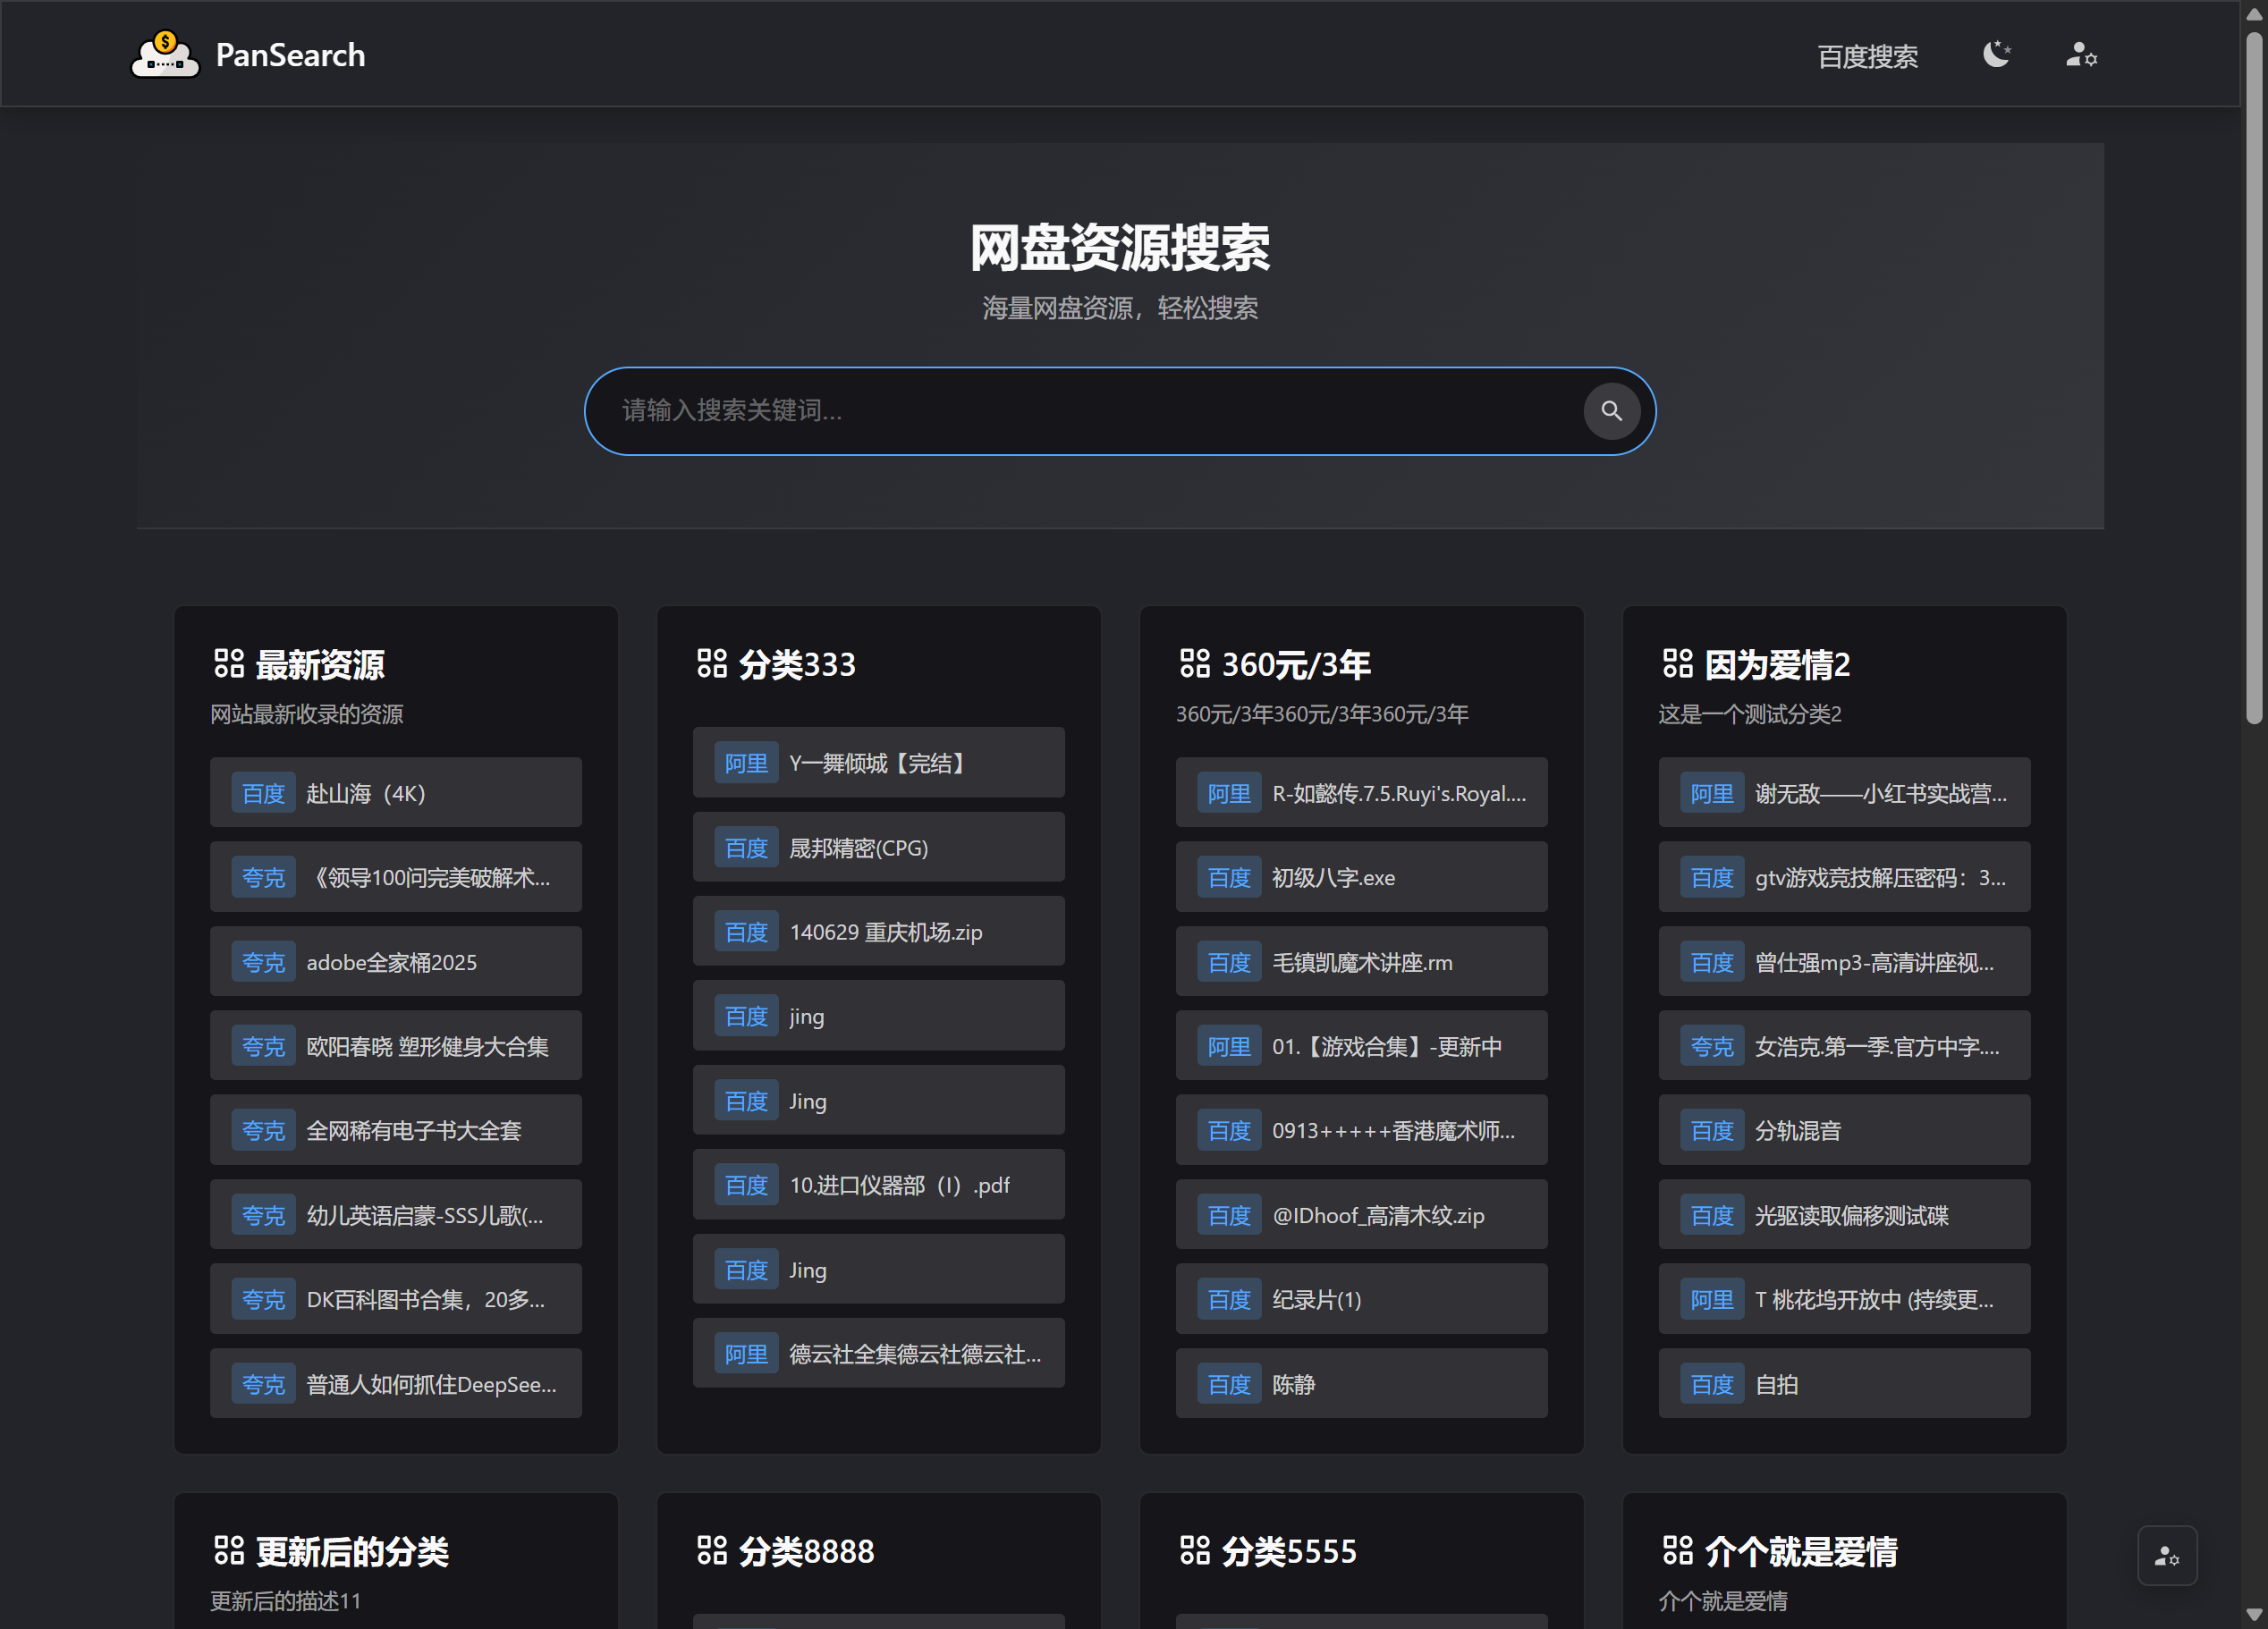 PanSearch
百度搜索
网盘资源搜索
海量网盘资源，轻松搜索
请输入搜索关键词...
最新资源
网站最新收录的资源
百度 赴山海（4K）
夸克 《领导100问完美破解术...
夸克 adobe全家桶2025
夸克 欧阳春晓 塑形健身大合集
夸克 全网稀有电子书大全套
夸克 幼儿英语启蒙-SSS儿歌(...
夸克 DK百科图书合集，20多...
夸克 普通人如何抓住DeepSee...
分类333
阿里 Y一舞倾城【完结】
百度 晟邦精密(CPG)
百度 140629 重庆机场.zip
百度 jing
百度 Jing
百度 10.进口仪器部（I）.pdf
百度 Jing
阿里 德云社全集德云社德云社...
360元/3年
360元/3年360元/3年360元/3年
阿里 R-如懿传.7.5.Ruyi's.Royal....
百度 初级八字.exe
百度 毛镇凯魔术讲座.rm
阿里 01.【游戏合集】-更新中
百度 0913+++++香港魔术师...
百度 @IDhoof_高清木纹.zip
百度 纪录片(1)
百度 陈静
因为爱情2
这是一个测试分类2
阿里 谢无敌——小红书实战营...
百度 gtv游戏竞技解压密码：3...
百度 曾仕强mp3-高清讲座视...
夸克 女浩克.第一季.官方中字....
百度 分轨混音
百度 光驱读取偏移测试碟
阿里 T 桃花坞开放中 (持续更...
百度 自拍
更新后的分类
更新后的描述11
分类8888
分类5555
介个就是爱情
介个就是爱情